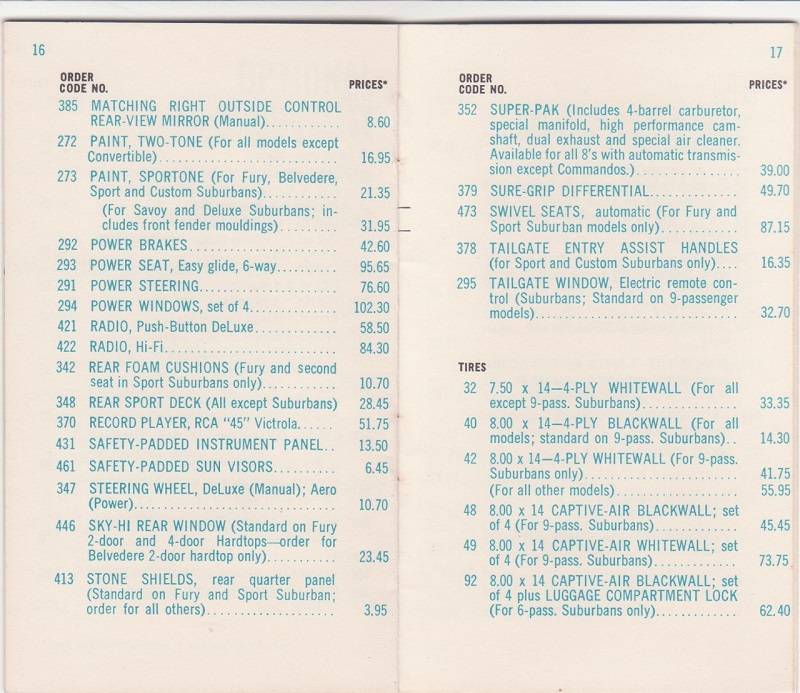 16
ORDER
CODE NO. PRICES*
385 MATCHING RIGHT OUTSIDE CONTROL
REAR-VIEW MIRROR (Manual)............ 8.60
272 PAINT, TWO-TONE (For all models except
Convertible)............................. 16.95
273 PAINT, SPORTONE (For Fury, Belvedere,
Sport and Custom Suburbans)............ 21.35
(For Savoy and Deluxe Suburbans; in-
cludes front fender mouldings)......... 31.95
292 POWER BRAKES........................ 42.60
293 POWER SEAT, Easy glide, 6-way.......... 95.65
291 POWER STEERING...................... 76.60
294 POWER WINDOWS, set of 4.............. 102.30
421 RADIO, Push-Button DeLuxe............. 58.50
422 RADIO, Hi-Fi............................ 84.30
342 REAR FOAM CUSHIONS (Fury and second
seat in Sport Suburbans only)............ 10.70
348 REAR SPORT DECK (All except Suburbans) 28.45
370 RECORD PLAYER, RCA "45" Victrola...... 51.75
431 SAFETY-PADDED INSTRUMENT PANEL.. 13.50
461 SAFETY-PADDED SUN VISORS.......... 6.45
347 STEERING WHEEL, DeLuxe (Manual); Aero
(Power)................................ 10.70
446 SKY-HI REAR WINDOW (Standard on Fury
2-door and 4-door Hardtops—order for
Belvedere 2-door hardtop only)........... 23.45
413 STONE SHIELDS, rear quarter panel
(Standard on Fury and Sport Suburban;
order for all others)..................... 3.95
17
ORDER
CODE NO. PRICES*
352 SUPER-PAK (Includes 4-barrel carburetor,
special manifold, high performance cam-
shaft, dual exhaust and special air cleaner.
Available for all 8's with automatic transmis-
sion except Commandos.)................. 39.00
379 SURE-GRIP DIFFERENTIAL.............. 49.70
473 SWIVEL SEATS, automatic (For Fury and
Sport Suburban models only)............. 87.15
378 TAILGATE ENTRY ASSIST HANDLES
(for Sport and Custom Suburbans only).... 16.35
295 TAILGATE WINDOW, Electric remote con-
trol (Suburbans; Standard on 9-passenger
models)................................. 32.70
TIRES
32 7.50 x 14—4-PLY WHITEWALL (For all
except 9-pass. Suburbans)............... 33.35
40 8.00 x 14—4-PLY BLACKWALL (For all
models; standard on 9-pass. Suburbans).. 14.30
42 8.00 x 14—4-PLY WHITEWALL (For 9-pass.
Suburbans only)......................... 41.75
(For all other models)................... 55.95
48 8.00 x 14 CAPTIVE-AIR BLACKWALL; set
of 4 (For 9-pass. Suburbans)............. 45.45
49 8.00 x 14 CAPTIVE-AIR WHITEWALL; set
of 4 (For 9-pass. Suburbans)............. 73.75
92 8.00 x 14 CAPTIVE-AIR BLACKWALL; set
of 4 plus LUGGAGE COMPARTMENT LOCK
(For 6-pass. Suburbans only)............. 62.40